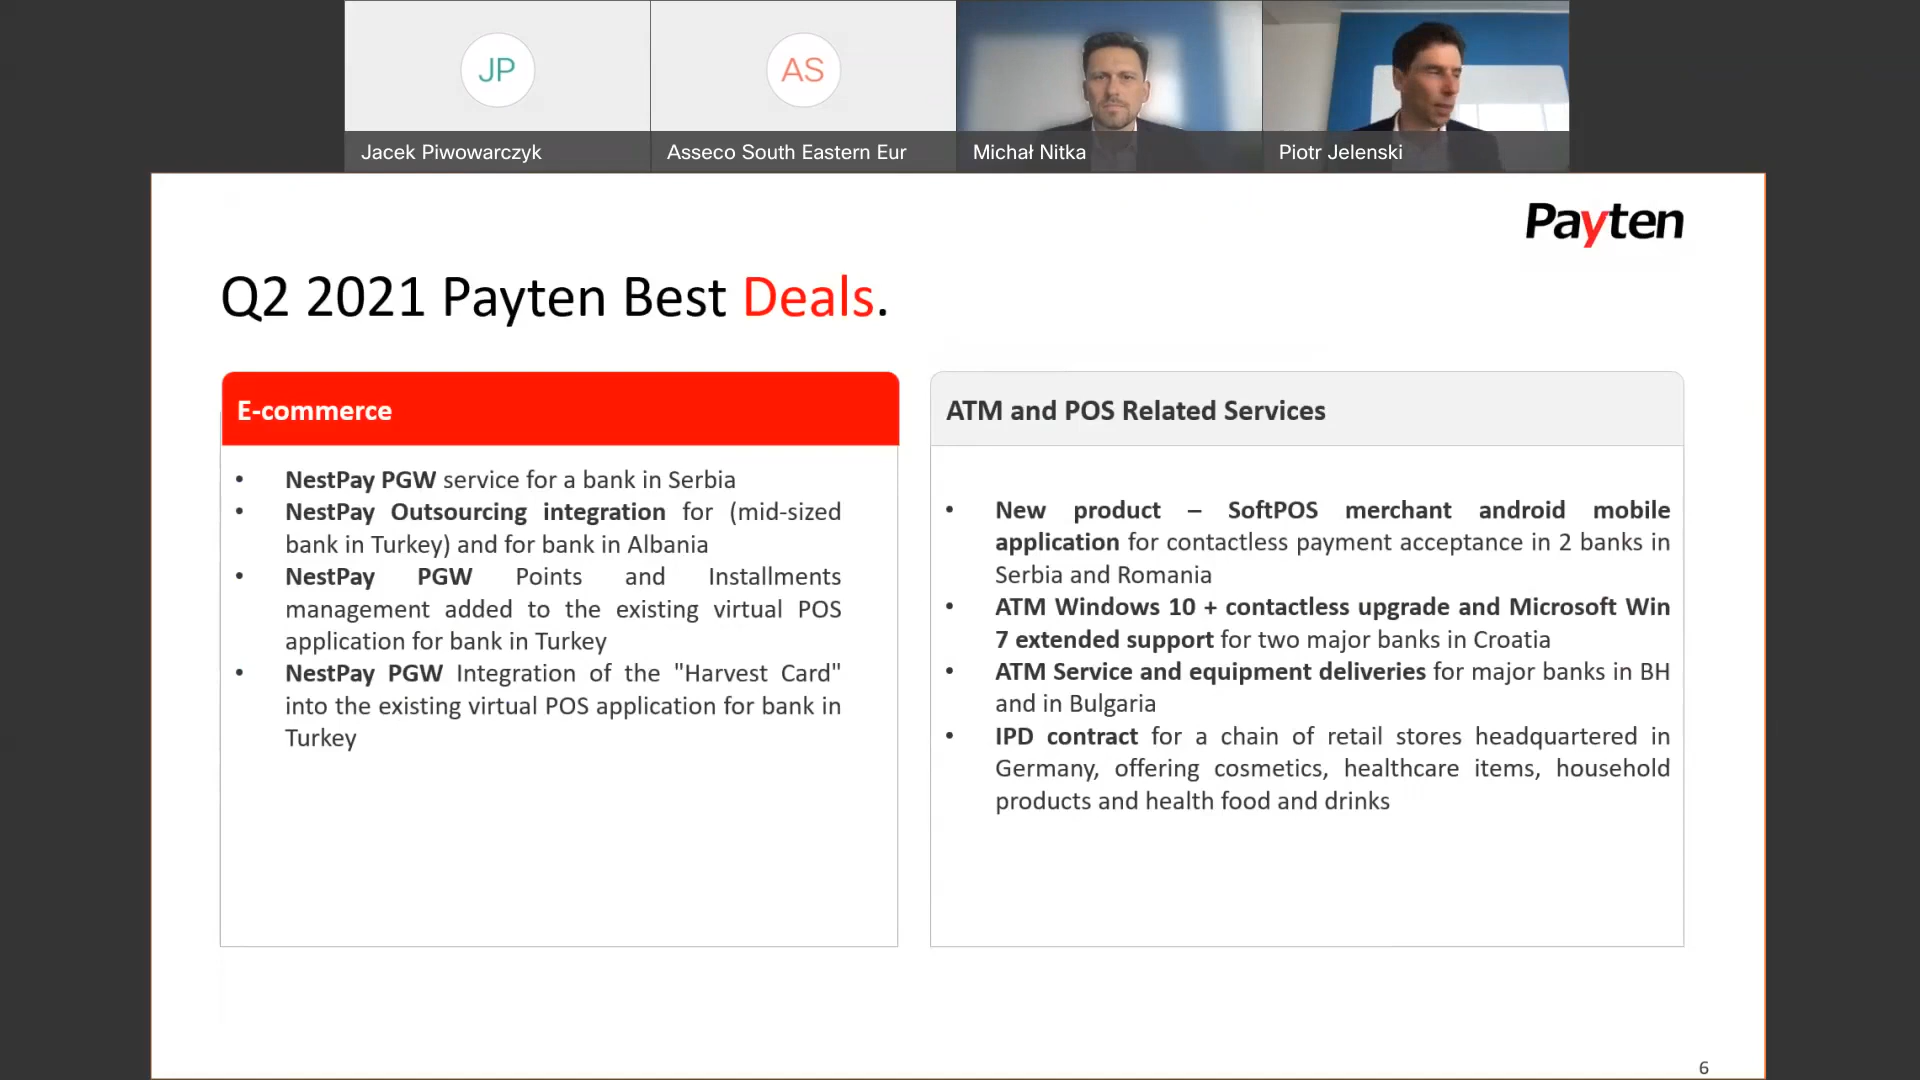 JP
AS
Jacek Piwowarczyk
Asseco South Eastern Eur
Michał Nitka
Piotr Jelenski
Payten
Q2 2021 Payten Best Deals.
E-commerce
• NestPay PGW service for a bank in Serbia
• NestPay Outsourcing integration for (mid-sized
bank in Turkey) and for bank in Albania
• NestPay PGW Points and Installments
management added to the existing virtual POS
application for bank in Turkey
• NestPay PGW Integration of the "Harvest Card"
into the existing virtual POS application for bank in
Turkey
ATM and POS Related Services
• New product – SoftPOS merchant android mobile
application for contactless payment acceptance in 2 banks in
Serbia and Romania
• ATM Windows 10 + contactless upgrade and Microsoft Win
7 extended support for two major banks in Croatia
• ATM Service and equipment deliveries for major banks in BH
and in Bulgaria
• IPD contract for a chain of retail stores headquartered in
Germany, offering cosmetics, healthcare items, household
products and health food and drinks
6